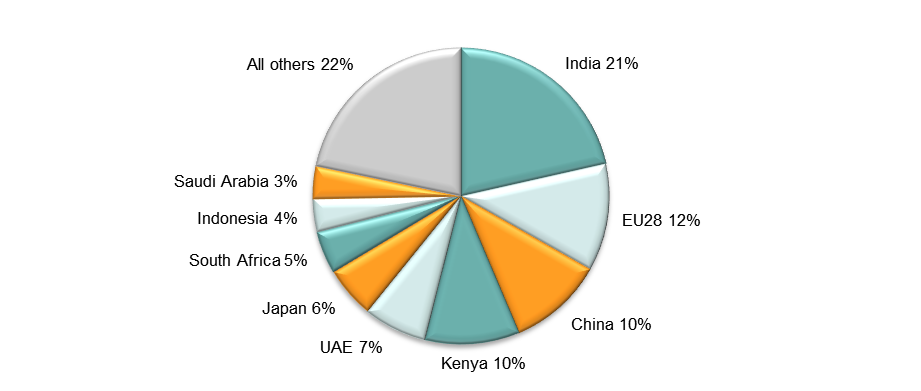 All others 22%
India 21%
Saudi Arabia 3%
Indonesia 4%
EU28 12%
South Africa 5%
Japan 6%
China 10%
UAE 7%
Kenya 10%